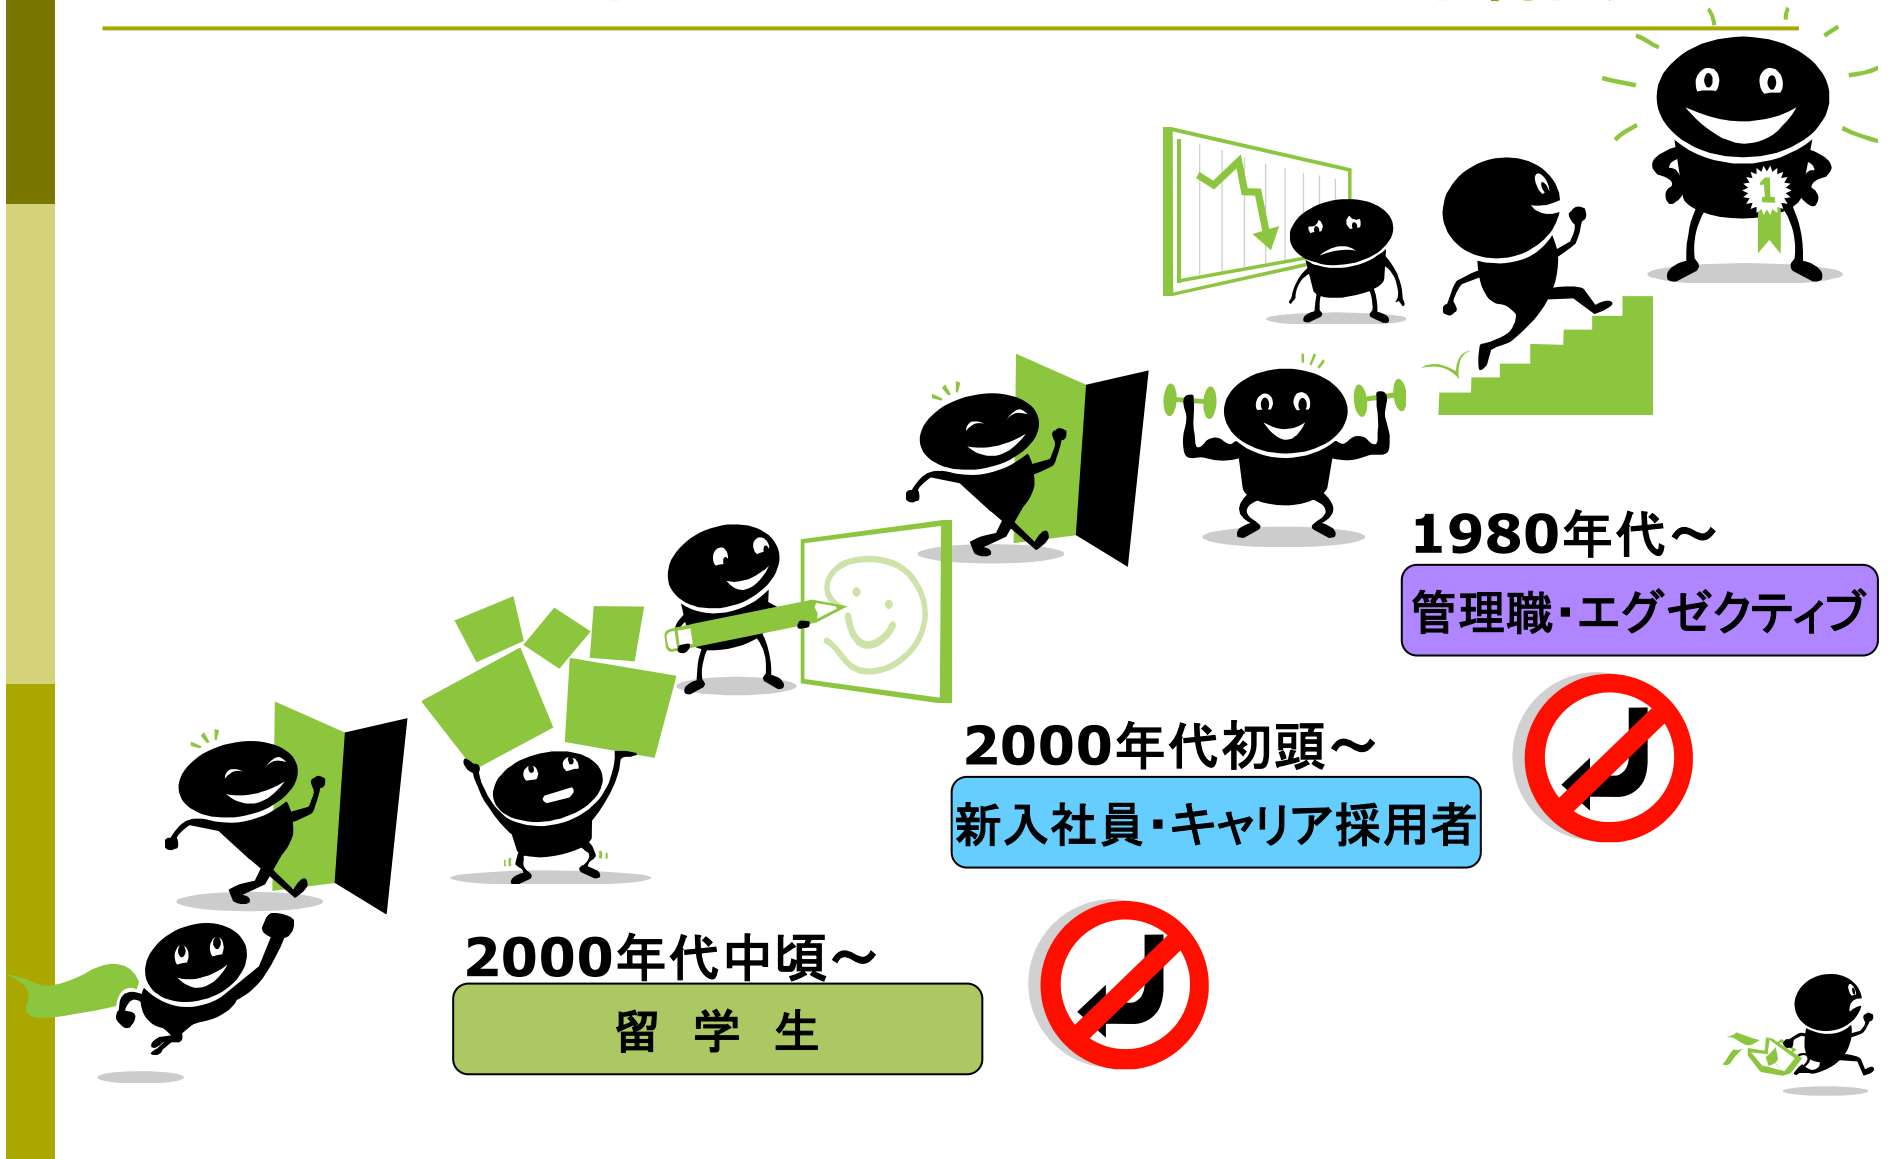 1
1980年代～
管理職・エグゼクティブ
2000年代初頭～
新入社員・キャリア採用者
2000年代中頃～
留 学 生